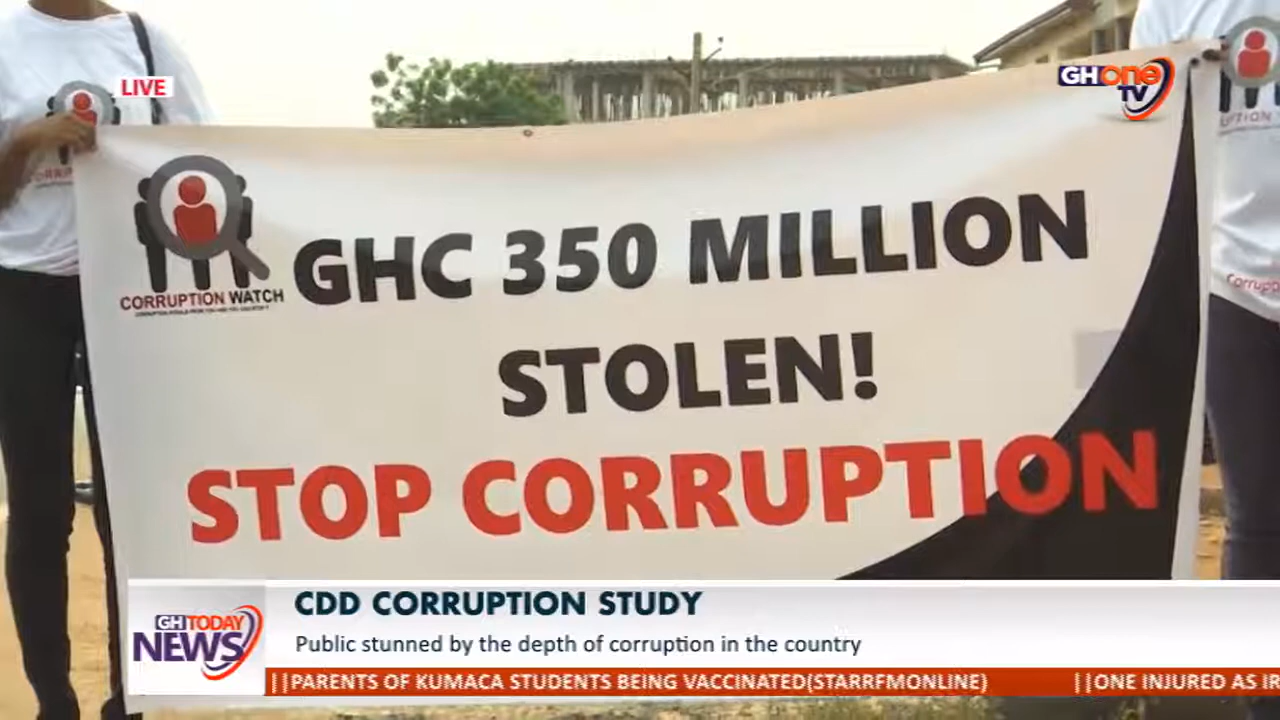 LIVE
GHone
TV
CORRUPTION WATCH
GHC 350 MILLION
STOLEN!
STOP CORRUPTION
GHTODAY
NEWS
CDD CORRUPTION STUDY
Public stunned by the depth of corruption in the country
||PARENTS OF KUMACA STUDENTS BEING VACCINATED(STARRFMONLINE) ||ONE INJURED AS